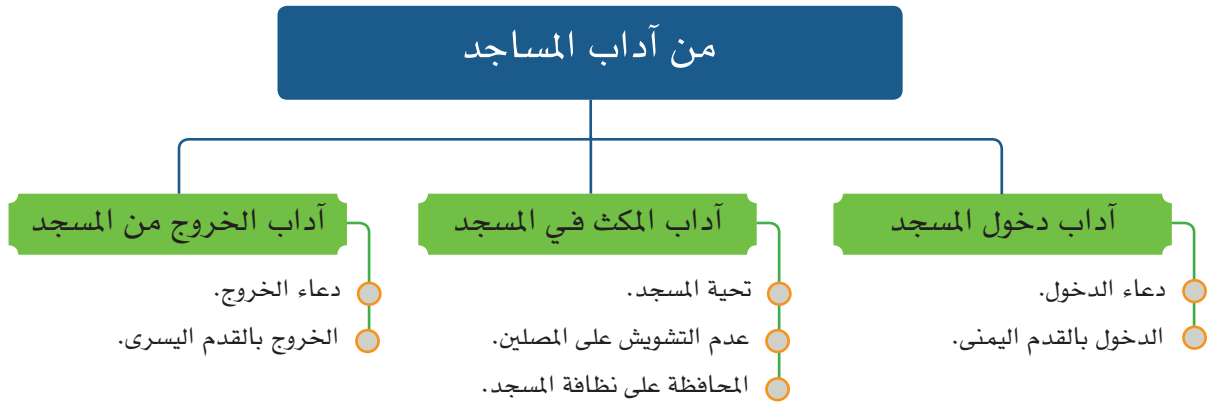 من آداب المساجد
آداب دخول المسجد
دعاء الدخول.
الدخول بالقدم اليمنى.
آداب المكث في المسجد
تحية المسجد.
عدم التشويش على المصلين.
المحافظة على نظافة المسجد.
آداب الخروج من المسجد
دعاء الخروج.
الخروج بالقدم اليسرى.